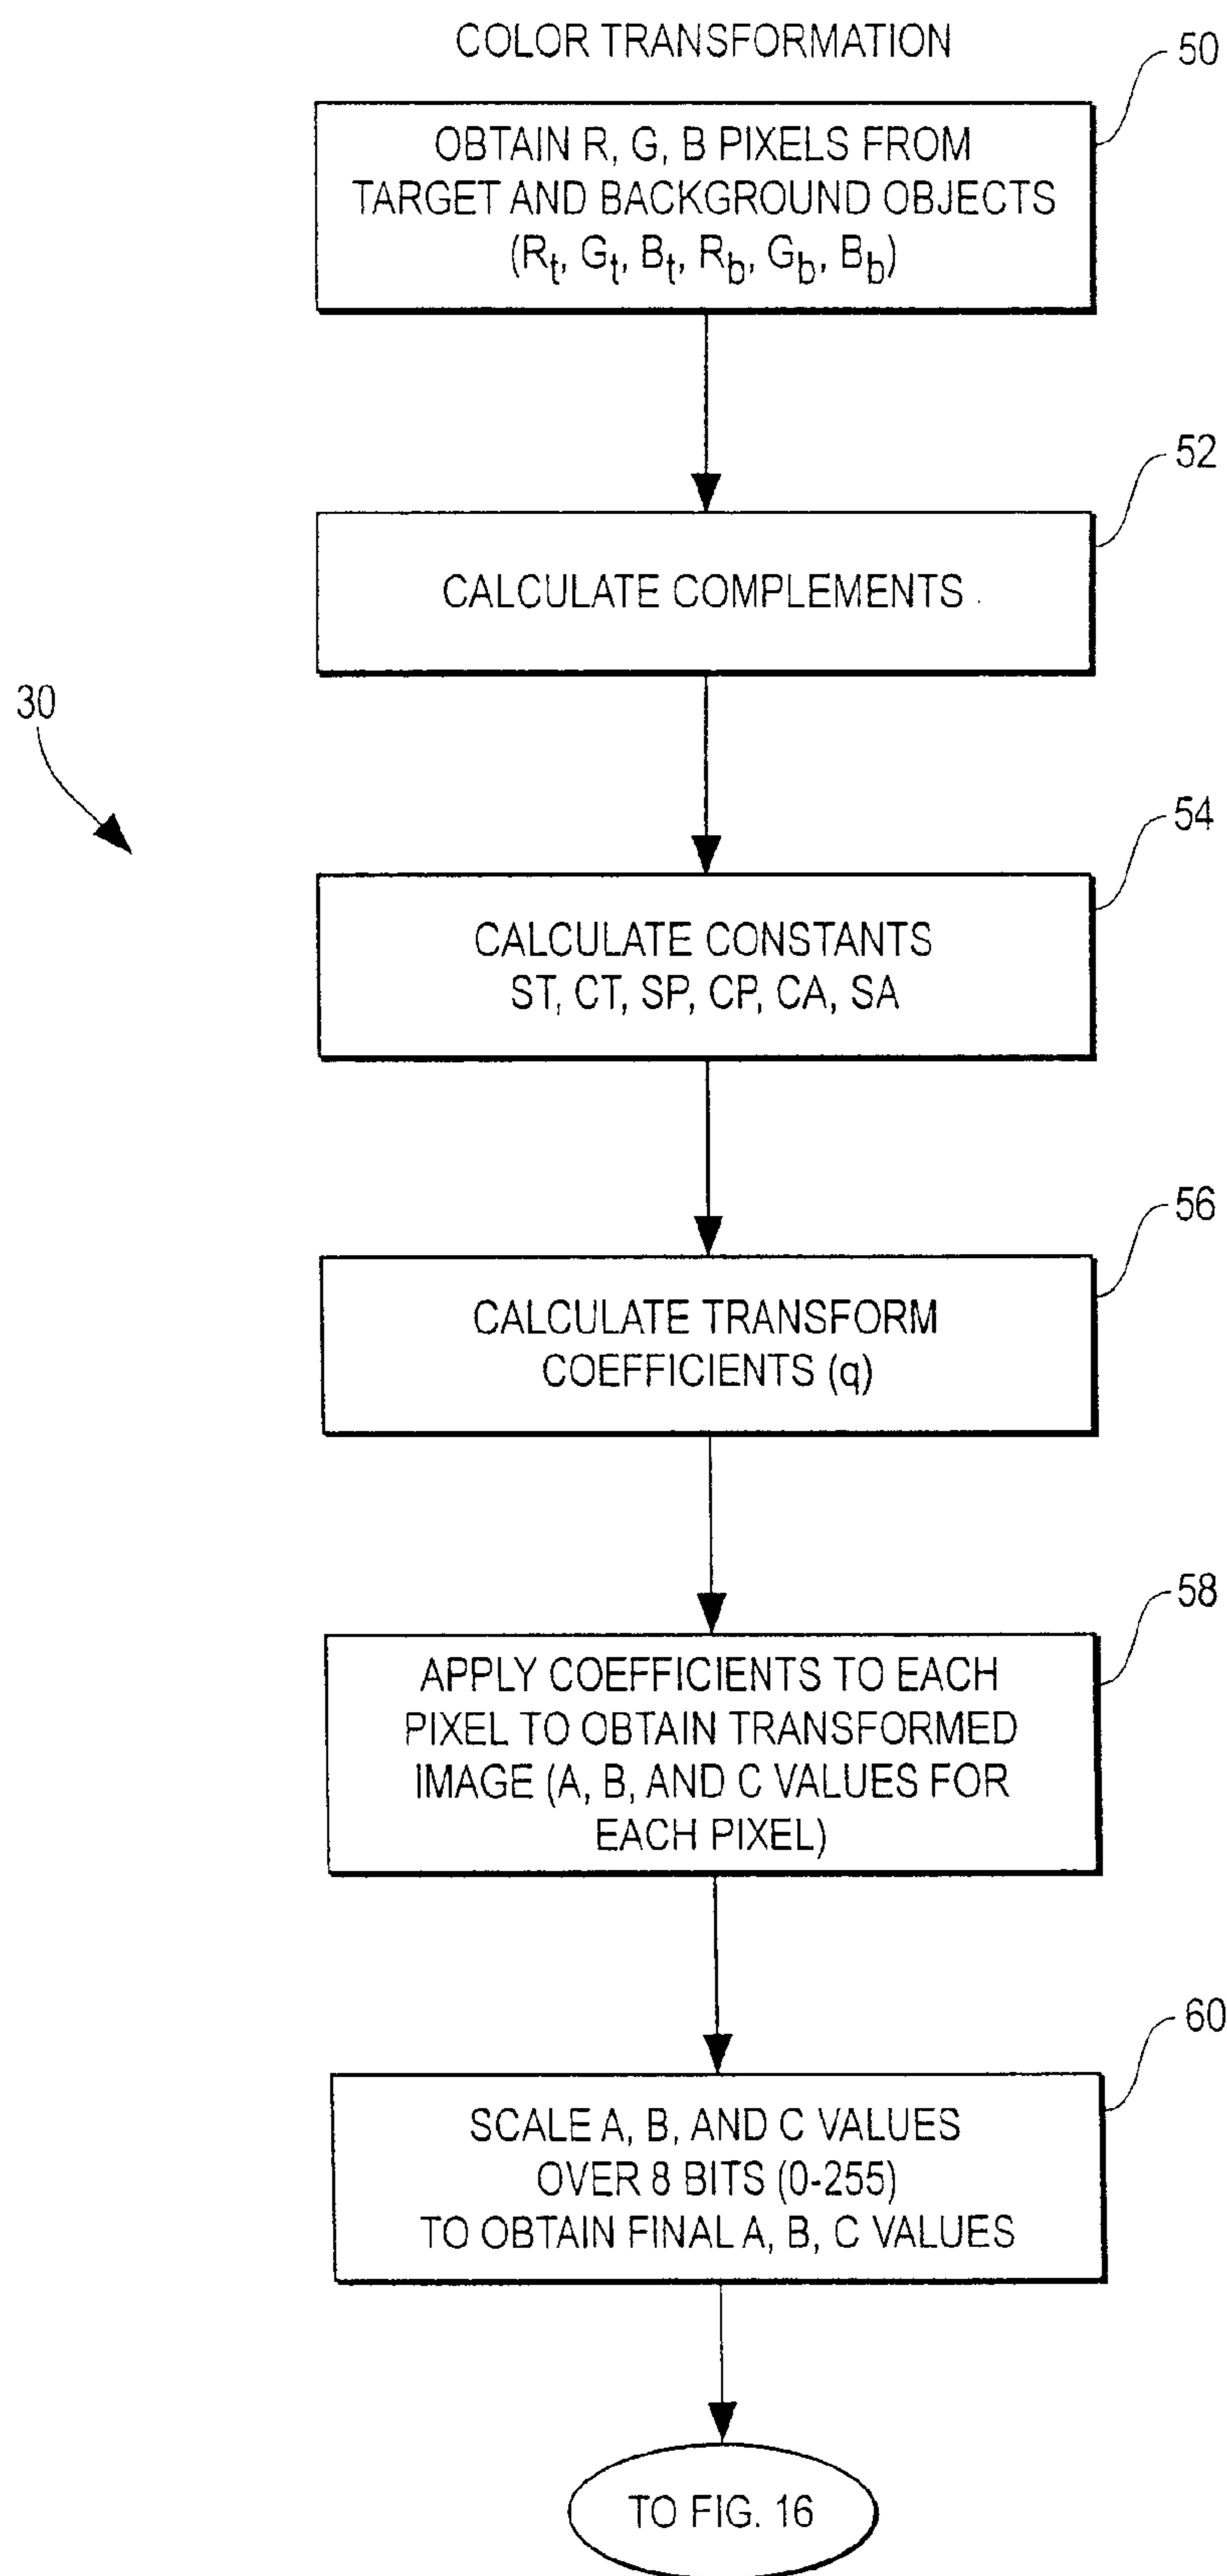 COLOR TRANSFORMATION
50
OBTAIN R, G, B PIXELS FROM
TARGET AND BACKGROUND OBJECTS
(Rt, Gt, Bt, Rb, Gb, Bb)
52
CALCULATE COMPLEMENTS
30
54
CALCULATE CONSTANTS
ST, CT, SP, CP, CA, SA
56
CALCULATE TRANSFORM
COEFFICIENTS (q)
58
APPLY COEFFICIENTS TO EACH
PIXEL TO OBTAIN TRANSFORMED
IMAGE (A, B, AND C VALUES FOR
EACH PIXEL)
60
SCALE A, B, AND C VALUES
OVER 8 BITS (0-255)
TO OBTAIN FINAL A, B, C VALUES
TO FIG. 16